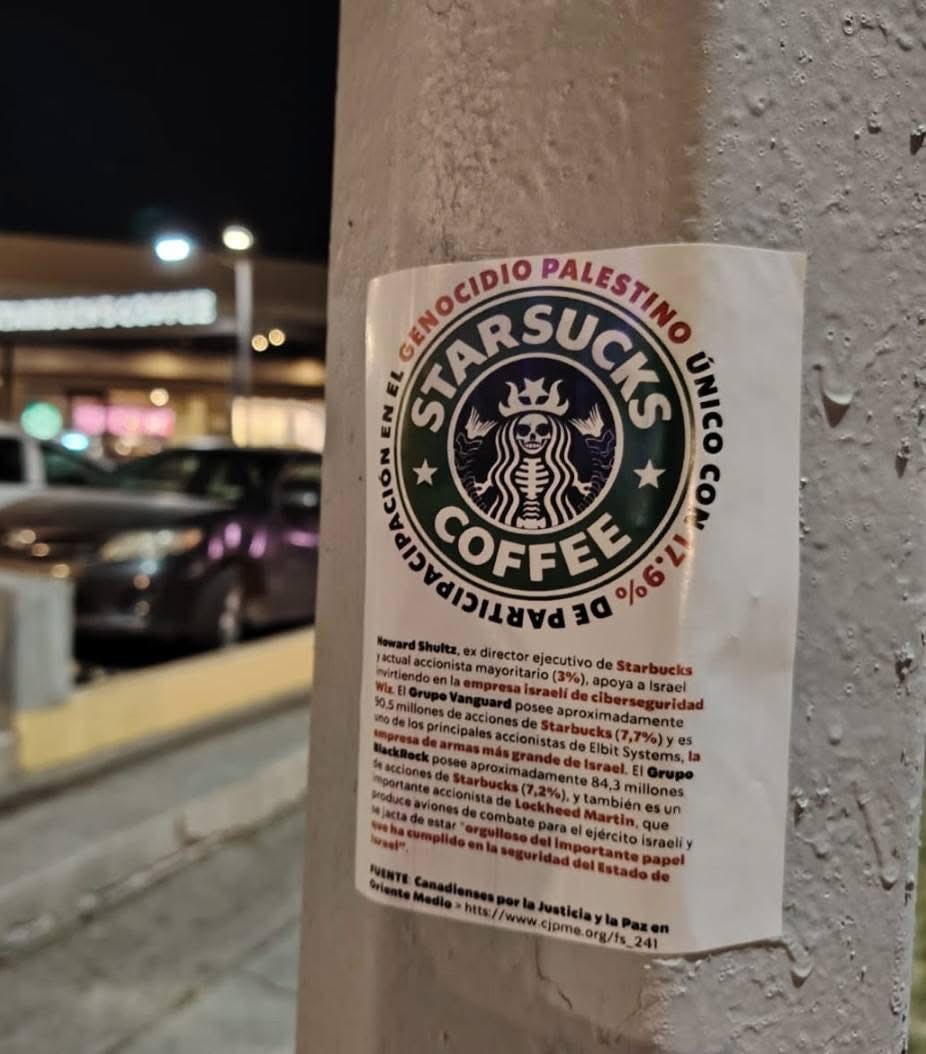 STARBUCKS COFFEE
GENOCIDIO PALESTINO
ÚNICO CON 17.9% DE PARTICIPACIÓN EN EL
STARSUCKS
COFFEE
Howard Shultz, ex director ejecutivo de Starbucks
y actual accionista mayoritario (3%), apoya a Israel
invirtiendo en la empresa israelí de ciberseguridad
Wiz. El Grupo Vanguard posee aproximadamente
90,5 millones de acciones de Starbucks (7,7%) y es
uno de los principales accionistas de Elbit Systems, la
empresa de armas más grande de Israel. El Grupo
BlackRock posee aproximadamente 84,3 millones
de acciones de Starbucks (7,2%), y también es un
importante accionista de Lockheed Martin, que
produce aviones de combate para el ejército israelí y
se jacta de estar "orgulloso del importante papel
que ha cumplido en la seguridad del Estado de
Israel".
FUENTE: Canadienses por la Justicia y la Paz en
Oriente Medio > htts://www.cjpme.org/fs_241